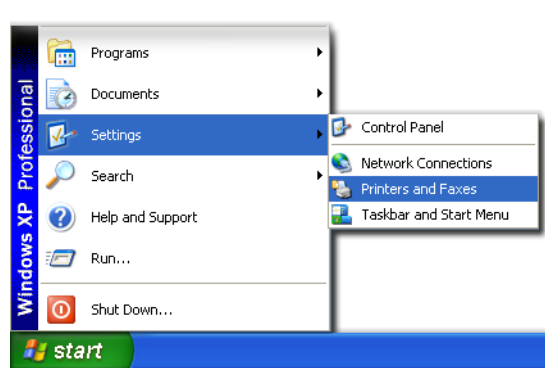 Windows XP Professional
Programs
Documents
Settings
Search
Help and Support
Run...
Shut Down...
Control Panel
Network Connections
Printers and Faxes
Taskbar and Start Menu
start